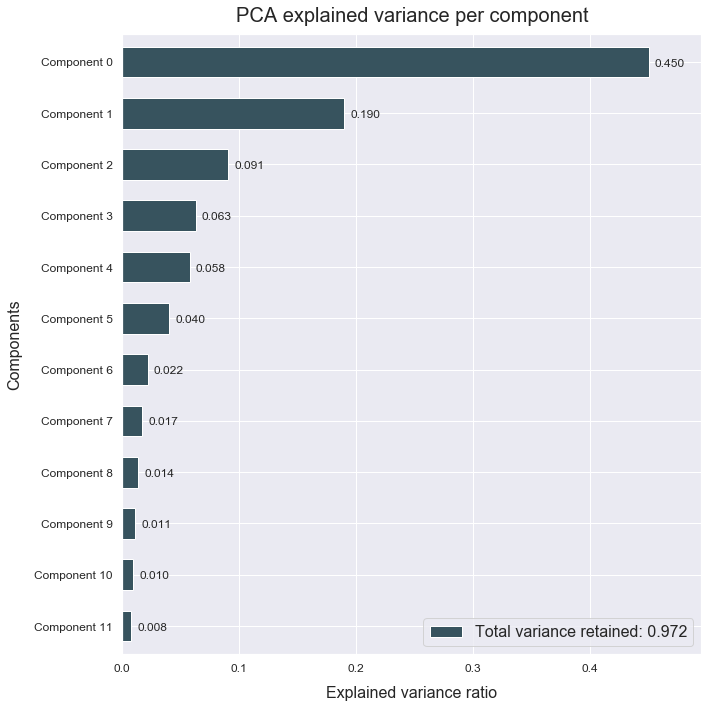 PCA explained variance per component
Component 0
0.450
Component 1
0.190
Component 2
0.091
Component 3
0.063
Component 4
0.058
Component 5
0.040
Component 6
0.022
Component 7
0.017
Component 8
0.014
Component 9
0.011
Component 10
0.010
Component 11
0.008
Components
Total variance retained: 0.972
0.0 0.1 0.2 0.3 0.4
Explained variance ratio